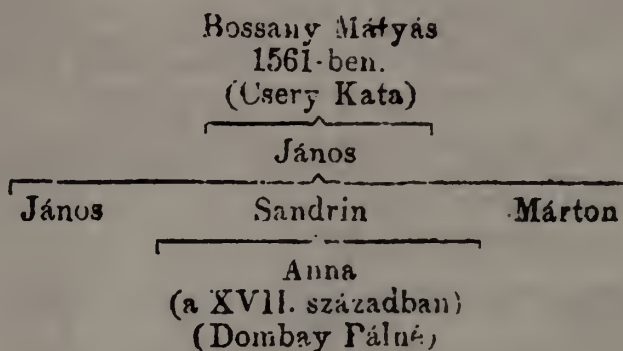 Bossany Mátyás
1561-ben.
(Csery Kata)
János
János Sandrin Márton
Anna
(a XVII. században)
(Dombay Pálné)